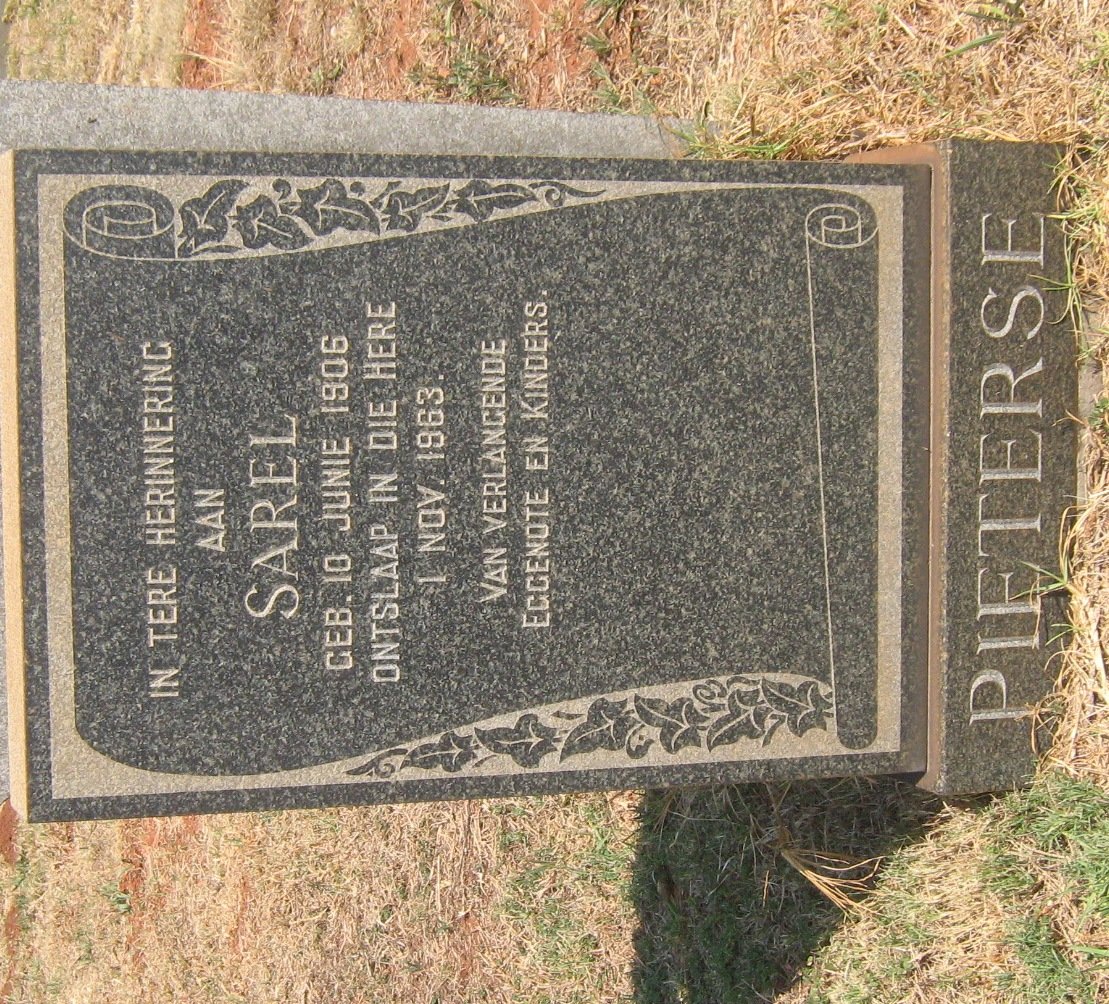 IN TERE HERINNERING
AAN
SAREL
GEB. 10 JUNIE 1906
ONTSLAAP IN DIE HERE
1 NOV. 1963.
VAN VERLANGENDE
EGGENOTE EN KINDERS.
PIETERSE